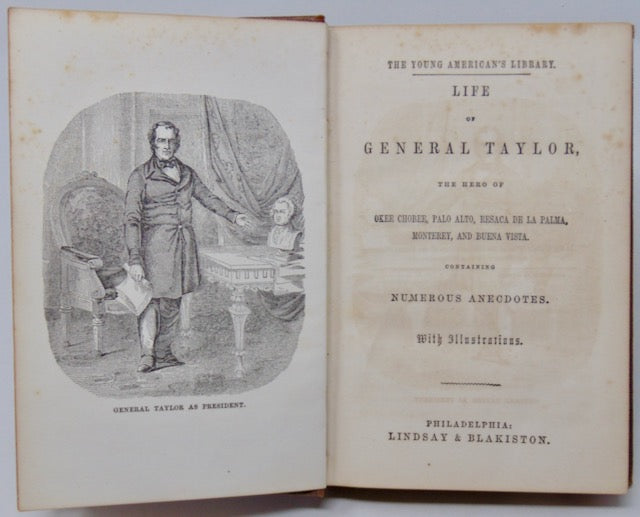 GENERAL TAYLOR AS PRESIDENT.
THE YOUNG AMERICAN'S LIBRARY.
LIFE
OF
GENERAL TAYLOR,
THE HERO OF
OKEE CHOBEE, PALO ALTO, RESACA DE LA PALMA,
MONTEREY, AND BUENA VISTA.
CONTAINING
NUMEROUS ANECDOTES.
With Illustrations.
PHILADELPHIA:
LINDSAY & BLAKISTON.